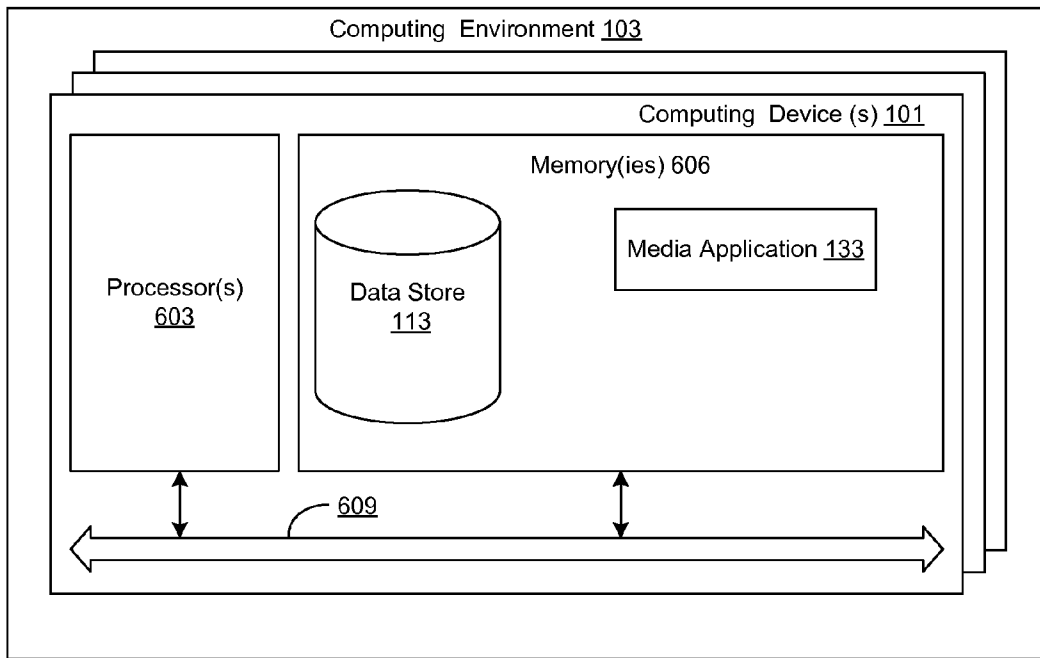 Computing Environment 103
Computing Device (s) 101
Memory(ies) 606
Media Application 133
Processor(s)
603
Data Store
113
609